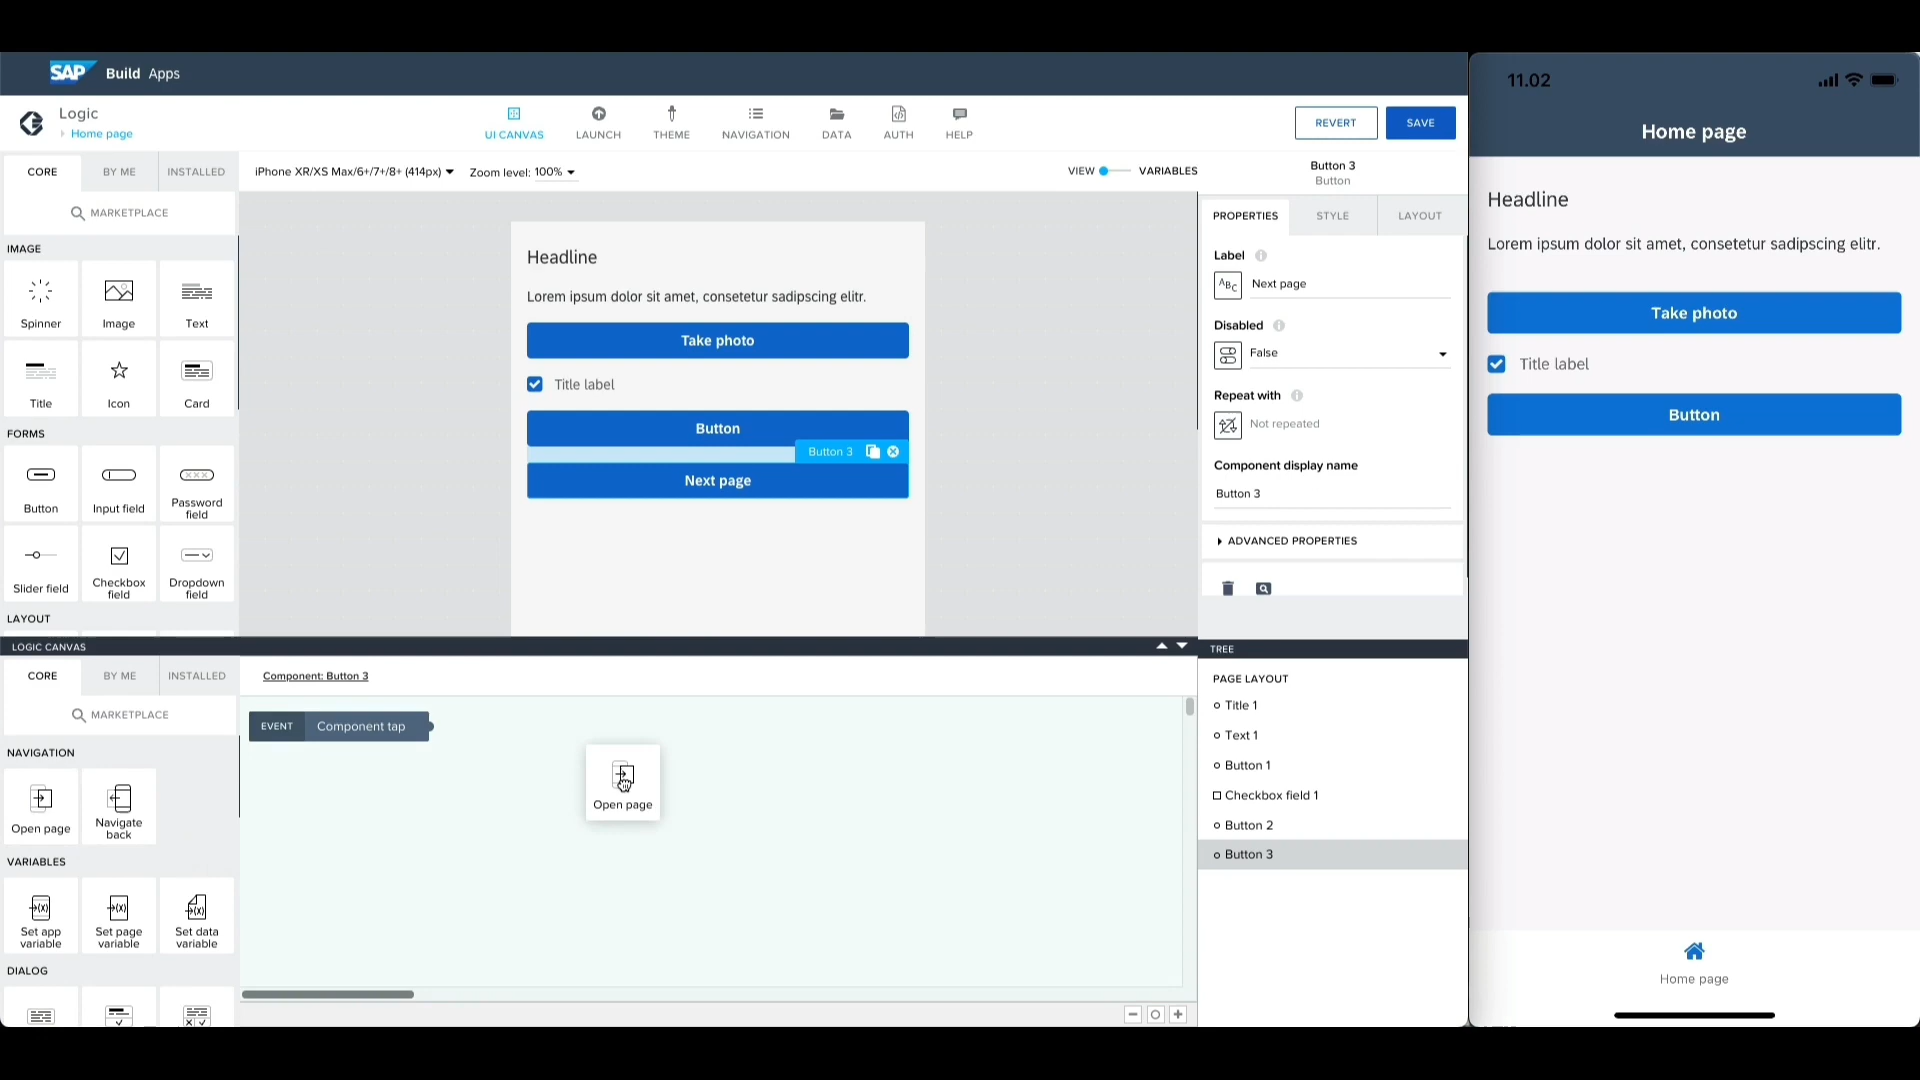 SAP Build Apps
Logic
Home page
UI CANVAS
LAUNCH
THEME
NAVIGATION
DATA
AUTH
HELP
REVERT
SAVE
CORE
BY ME
INSTALLED
MARKETPLACE
iPhone XR/XS Max/6+/7+/8+ (414px)
Zoom level: 100%
VIEW
VARIABLES
IMAGE
Spinner
Image
Text
Title
Icon
Card
FORMS
Button
Input field
Password
field
Slider field
Checkbox
field
Dropdown
field
LAYOUT
Headline
Lorem ipsum dolor sit amet, consetetur sadipscing elitr.
Take photo
Title label
Button
Button 3
Next page
Button 3
Button
PROPERTIES
STYLE
LAYOUT
Label
ABC
Next page
Disabled
False
Repeat with
Not repeated
Component display name
Button 3
ADVANCED PROPERTIES
LOGIC CANVAS
CORE
BY ME
INSTALLED
MARKETPLACE
NAVIGATION
Open page
Navigate
back
VARIABLES
Set app
variable
Set page
variable
Set data
variable
DIALOG
Component: Button 3
EVENT
Component tap
Open page
TREE
PAGE LAYOUT
Title 1
Text 1
Button 1
Checkbox field 1
Button 2
Button 3
11.02
Home page
Headline
Lorem ipsum dolor sit amet, consetetur sadipscing elitr.
Take photo
Title label
Button
Home page